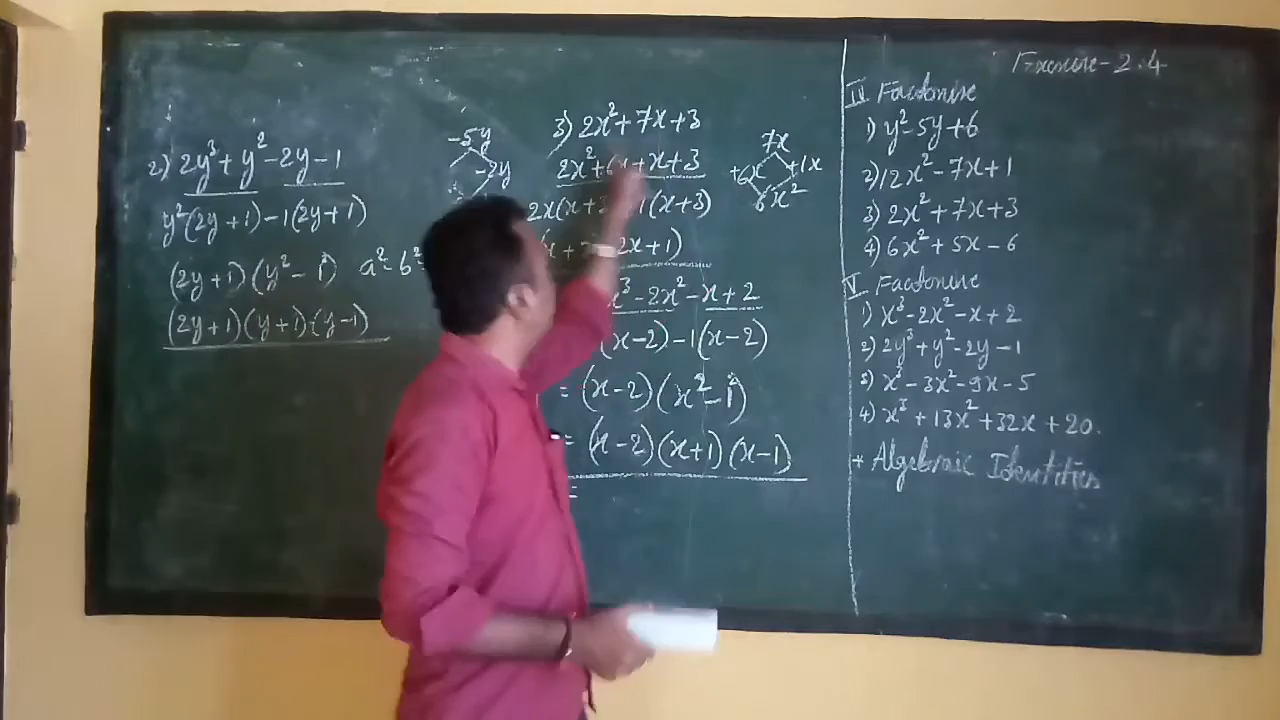 2) 2y³ + y² - 2y - 1
y²(2y + 1) - 1(2y + 1)
(2y + 1)(y² - 1²) a² - b²
(2y + 1)(y + 1)(y - 1)
-5y
-2y
3) 2x² + 7x + 3
2x² + 6x + x + 3
2x(x + 1(x + 3)
(x + 2x + 1)
x³ - 2x² - x + 2
(x - 2) - 1(x - 2)
= (x - 2)(x² - 1²)
= (x - 2)(x + 1)(x - 1)
=
7x
+6x +1x
6x²
Exercise - 2.4
IV Factorise
1) y² - 5y + 6
2) 12x² - 7x + 1
3) 2x² + 7x + 3
4) 6x² + 5x - 6
V. Factorise
1) x³ - 2x² - x + 2
2) 2y³ + y² - 2y - 1
3) x³ - 3x² - 9x - 5
4) x³ + 13x² + 32x + 20.
* Algebraic Identities